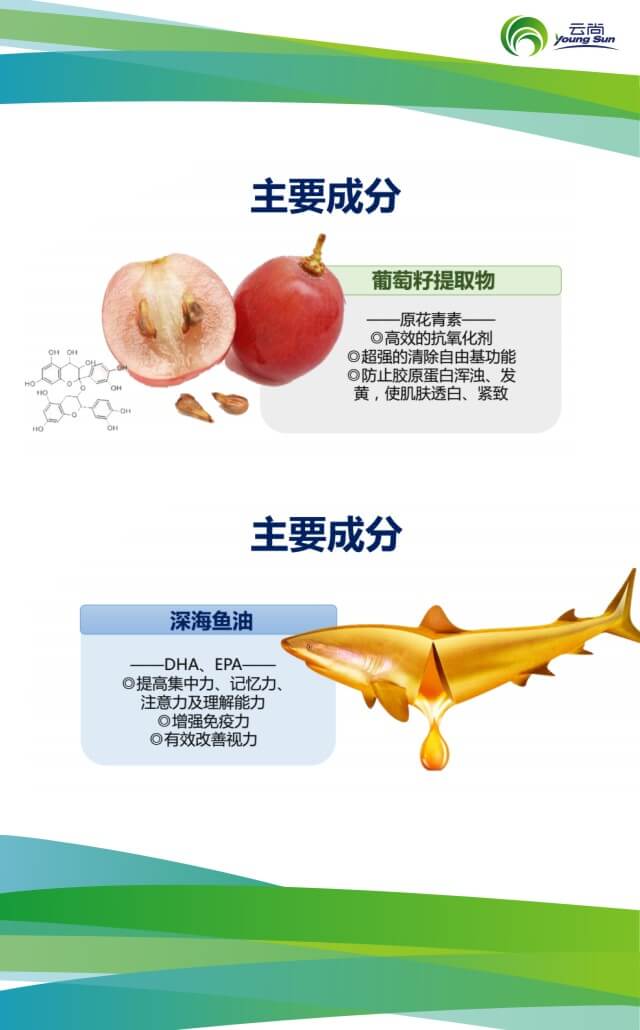 云尚
Young Sun
主要成分
葡萄籽提取物
——原花青素——
◎高效的抗氧化剂
◎超强的清除自由基功能
◎防止胶原蛋白浑浊、发
黄，使肌肤透白、紧致
OH
OH
OH
OH
HO
O
O
OH
OH
OH
HO
O
OH
OH
主要成分
深海鱼油
——DHA、EPA——
◎提高集中力、记忆力、
注意力及理解能力
◎增强免疫力
◎有效改善视力